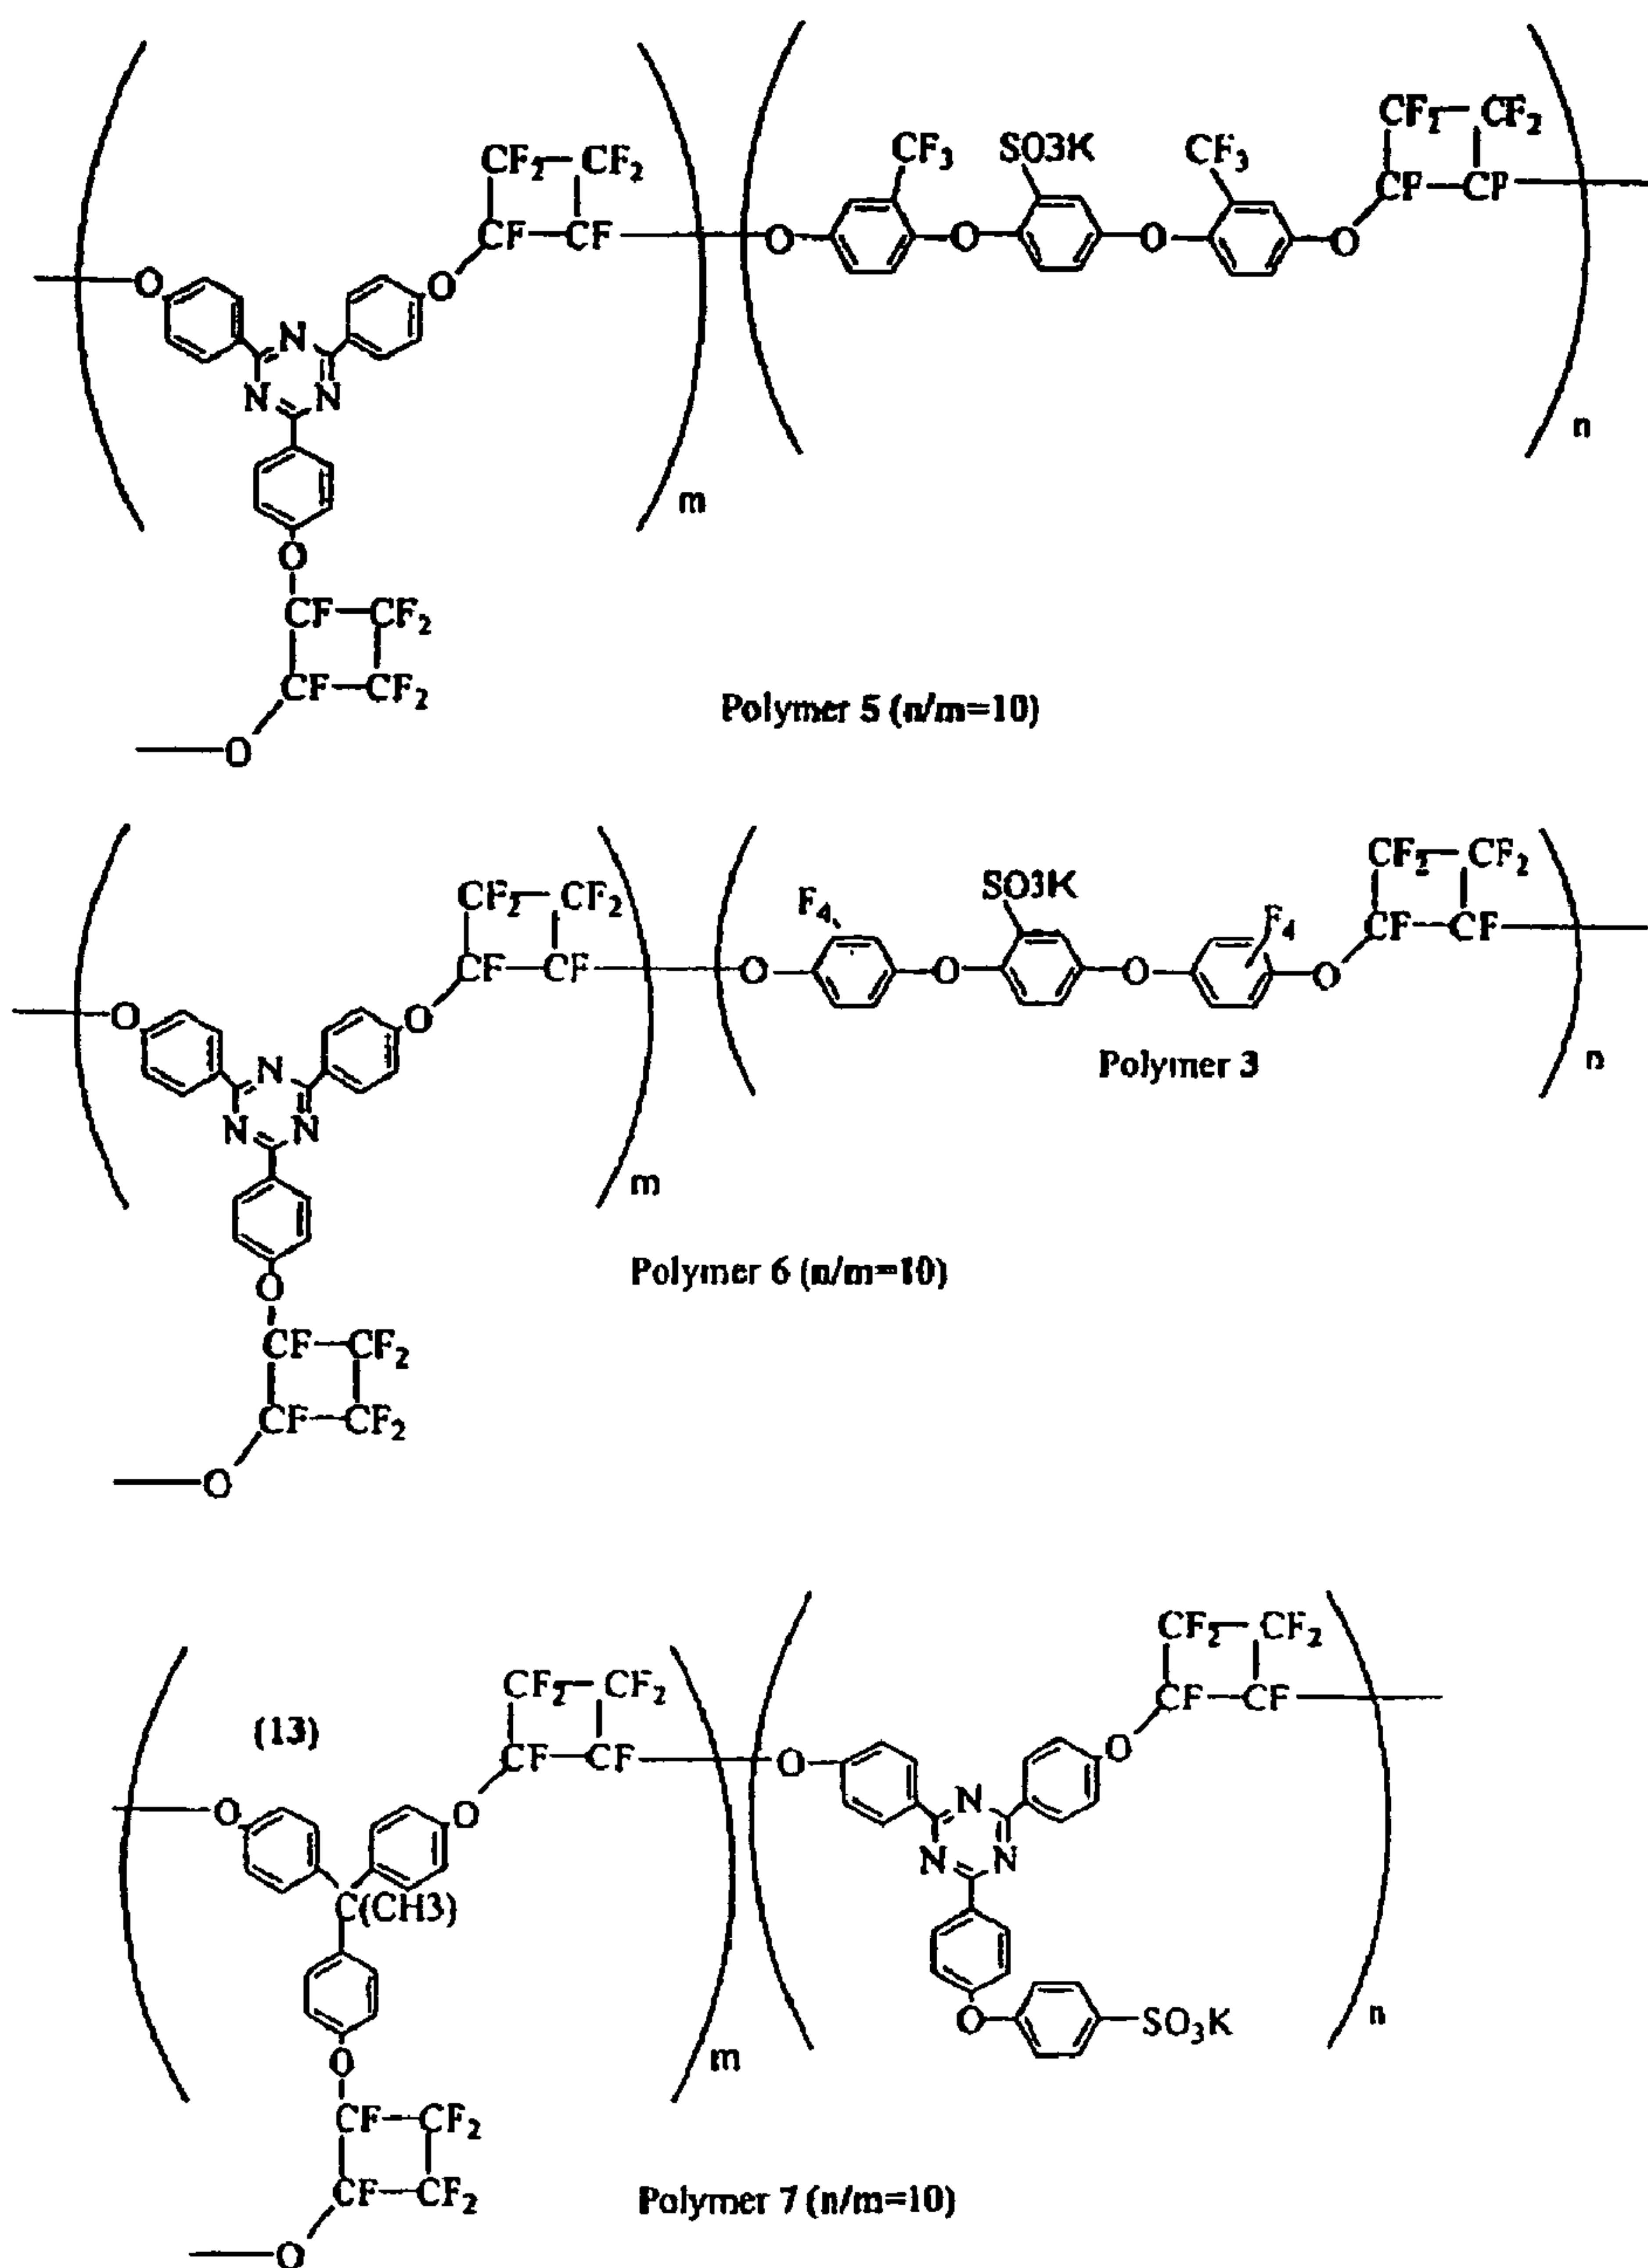 CF2 CF2 CF3 SO3K CF3 CF2 CF2
CF CF O O O O CF CF
O O
N
N N
n
m
O
CF CF2
CF CF2
O
Polymer 5 (n/m=10)
CF2 CF2 F4 SO3K F4 CF2 CF2
CF CF O O O O CF CF
O O
N
N N
Polymer 3
n
m
O
Polymer 6 (n/m=10)
CF CF2
CF CF2
O
CF2 CF2
CF2 CF2
(13)
CF CF
CF CF O O
O O
N
N N
C(CH3)
n
O SO3K
m
O
CF CF2
CF CF2
Polymer 7 (n/m=10)
O